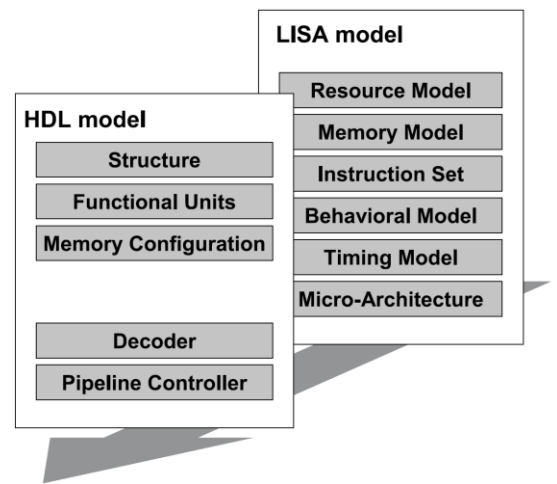 LISA model
Resource Model
Memory Model
Instruction Set
Behavioral Model
Timing Model
Micro-Architecture
HDL model
Structure
Functional Units
Memory Configuration
Decoder
Pipeline Controller